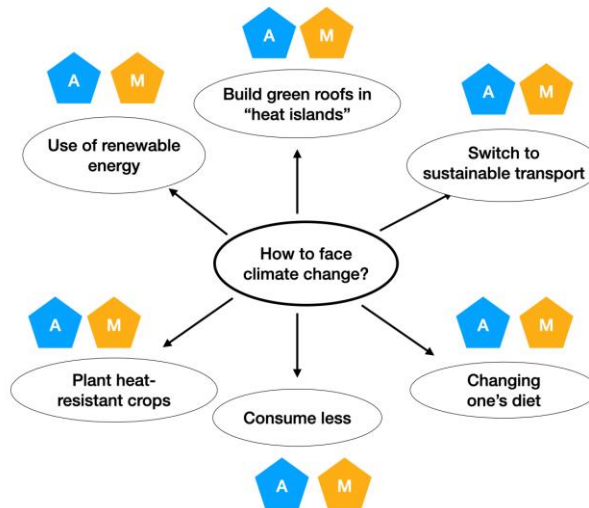 A M
Build green roofs in
“heat islands”
A M
Use of renewable
energy
A M
Switch to
sustainable transport
How to face
climate change?
A M
Plant heat-
resistant crops
A M
Changing
one’s diet
Consume less
A M